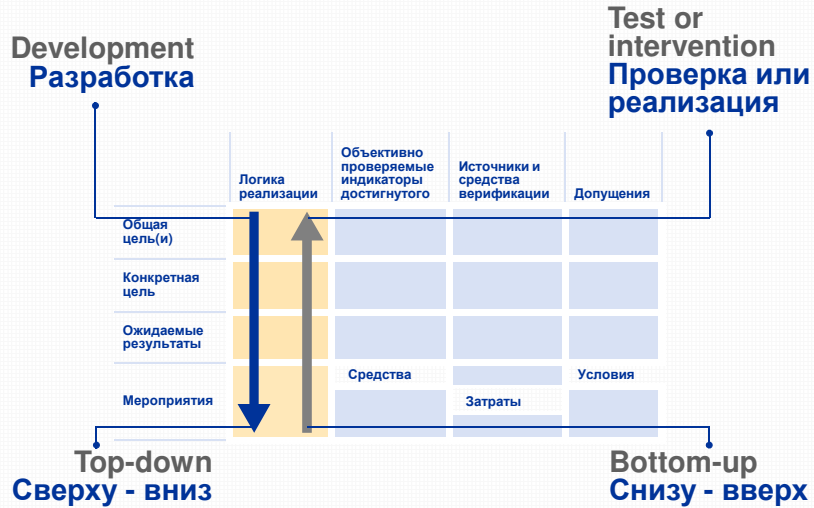 Development
Разработка
Test or
intervention
Проверка или
реализация
Логика
реализации
Объективно
проверяемые
индикаторы
достигнутого
Источники и
средства
верификации
Допущения
Общая
цель(и)
Конкретная
цель
Ожидаемые
результаты
Мероприятия
Средства
Затраты
Условия
Top-down
Сверху - вниз
Bottom-up
Снизу - вверх